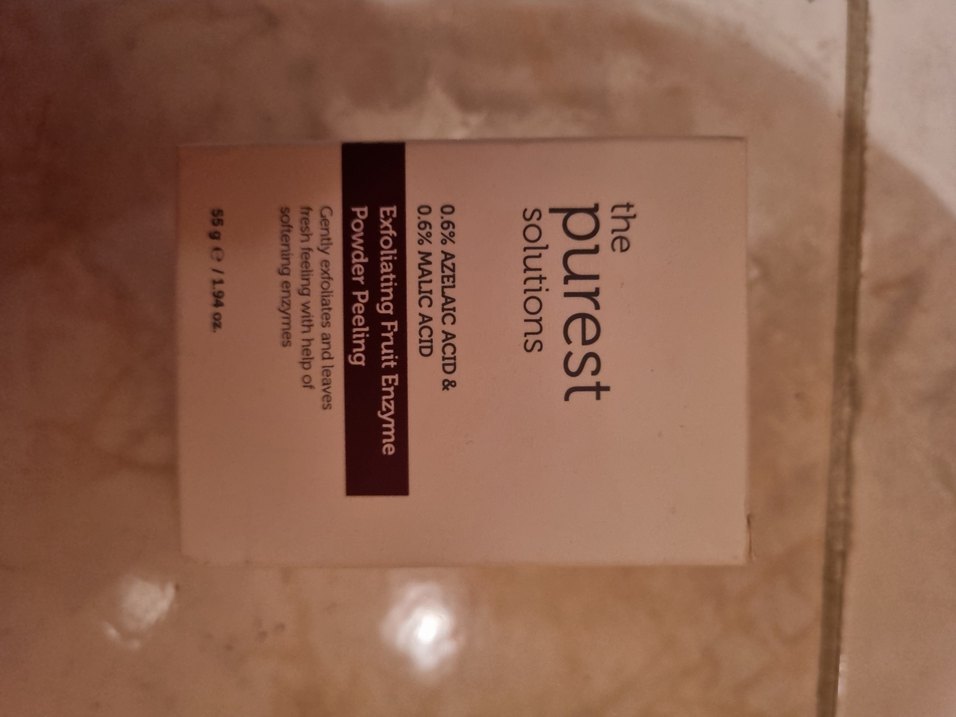 the
purest
solutions
0.6% AZELAIC ACID &
0.6% MALIC ACID
Exfoliating Fruit Enzyme
Powder Peeling
Gently exfoliates and leaves
fresh feeling with help of
softening enzymes
55 g ℮ / 1.94 oz.